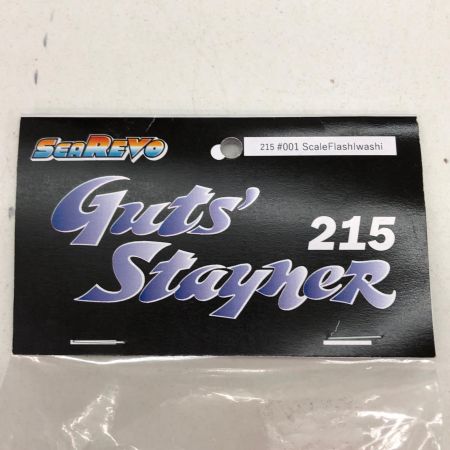 SEAREVO
215 #001 ScaleFlashIwashi
Guts'
215
Stayner